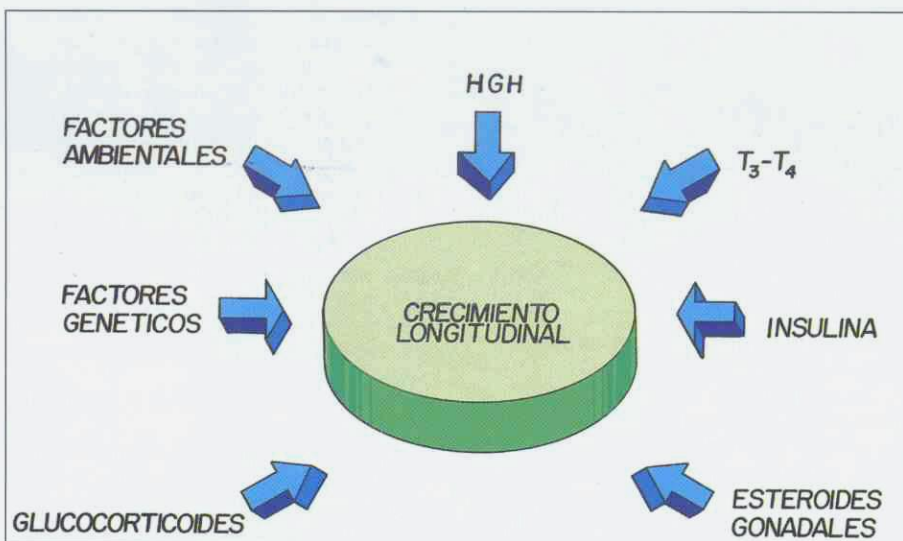 HGH
FACTORES
AMBIENTALES
T₃-T₄
FACTORES
GENETICOS
CRECIMIENTO
LONGITUDINAL
INSULINA
GLUCOCORTICOIDES
ESTEROIDES
GONADALES